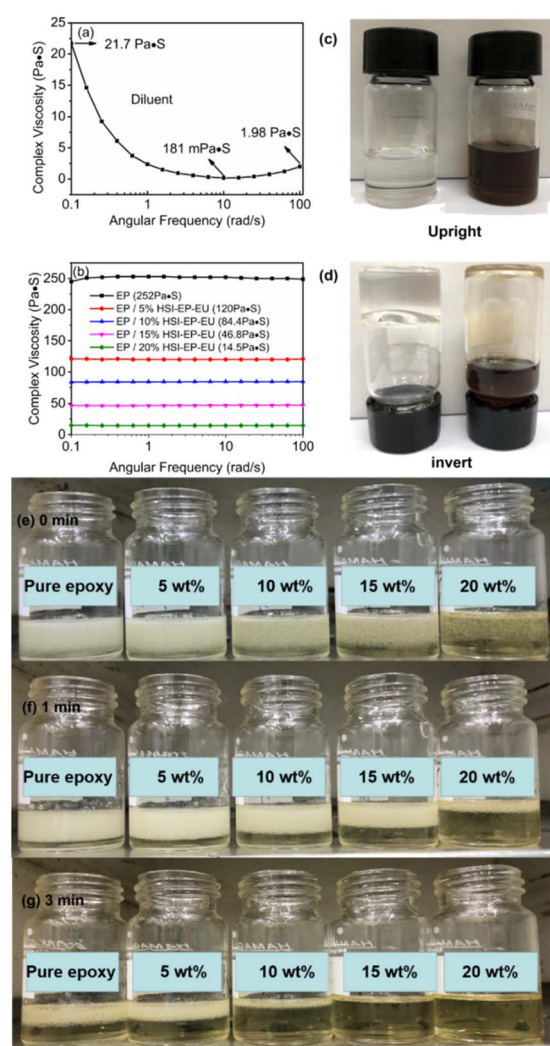 (a)
25
20
15
10
5
0
21.7 Pa•S
Diluent
1.98 Pa•S
181 mPa•S
Complex Viscosity (Pa•S)
0.1 1 10 100
Angular Frequency (rad/s)
(c)
Upright
(b)
250
200
150
100
50
0
EP (252Pa•S)
EP / 5% HSI-EP-EU (120Pa•S)
EP / 10% HSI-EP-EU (84.4Pa•S)
EP / 15% HSI-EP-EU (46.8Pa•S)
EP / 20% HSI-EP-EU (14.5Pa•S)
Complex Viscosity (Pa•S)
0.1 1 10 100
Angular Frequency (rad/s)
(d)
invert
(e) 0 min
Pure epoxy 5 wt% 10 wt% 15 wt% 20 wt%
(f) 1 min
Pure epoxy 5 wt% 10 wt% 15 wt% 20 wt%
(g) 3 min
Pure epoxy 5 wt% 10 wt% 15 wt% 20 wt%